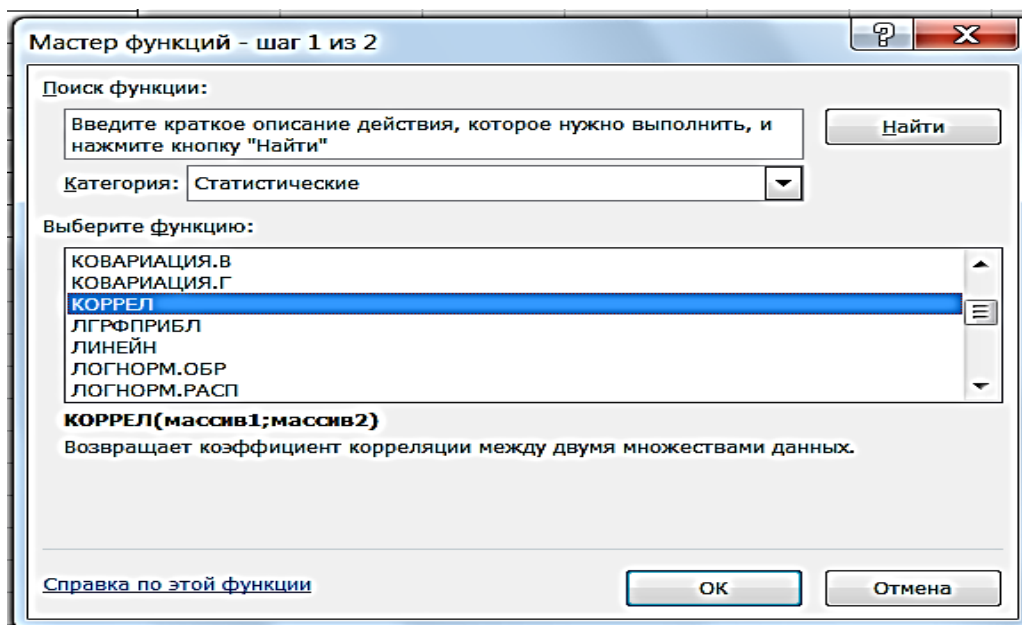 Мастер функций - шаг 1 из 2
Поиск функции:
Введите краткое описание действия, которое нужно выполнить, и
нажмите кнопку "Найти"
Найти
Категория: Статистические
Выберите функцию:
КОВАРИАЦИЯ.В
КОВАРИАЦИЯ.Г
КОРРЕЛ
ЛГРФПРИБЛ
ЛИНЕЙН
ЛОГНОРМ.ОБР
ЛОГНОРМ.РАСП
КОРРЕЛ(массив1;массив2)
Возвращает коэффициент корреляции между двумя множествами данных.
Справка по этой функции
ОК
Отмена